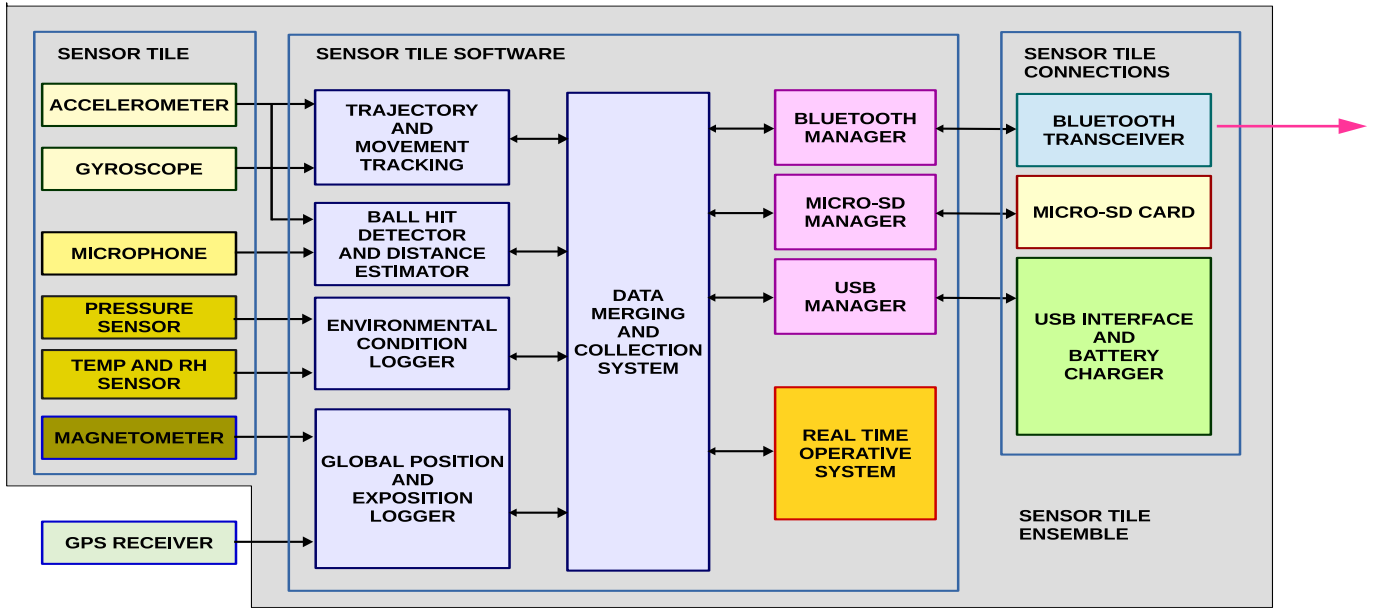 SENSOR TILE
ACCELEROMETER
GYROSCOPE
MICROPHONE
PRESSURE
SENSOR
TEMP AND RH
SENSOR
MAGNETOMETER
GPS RECEIVER
SENSOR TILE SOFTWARE
TRAJECTORY
AND
MOVEMENT
TRACKING
BALL HIT
DETECTOR
AND DISTANCE
ESTIMATOR
ENVIRONMENTAL
CONDITION
LOGGER
GLOBAL POSITION
AND
EXPOSITION
LOGGER
DATA
MERGING
AND
COLLECTION
SYSTEM
BLUETOOTH
MANAGER
MICRO-SD
MANAGER
USB
MANAGER
REAL TIME
OPERATIVE
SYSTEM
SENSOR TILE
CONNECTIONS
BLUETOOTH
TRANSCEIVER
MICRO-SD CARD
USB INTERFACE
AND
BATTERY
CHARGER
SENSOR TILE
ENSEMBLE